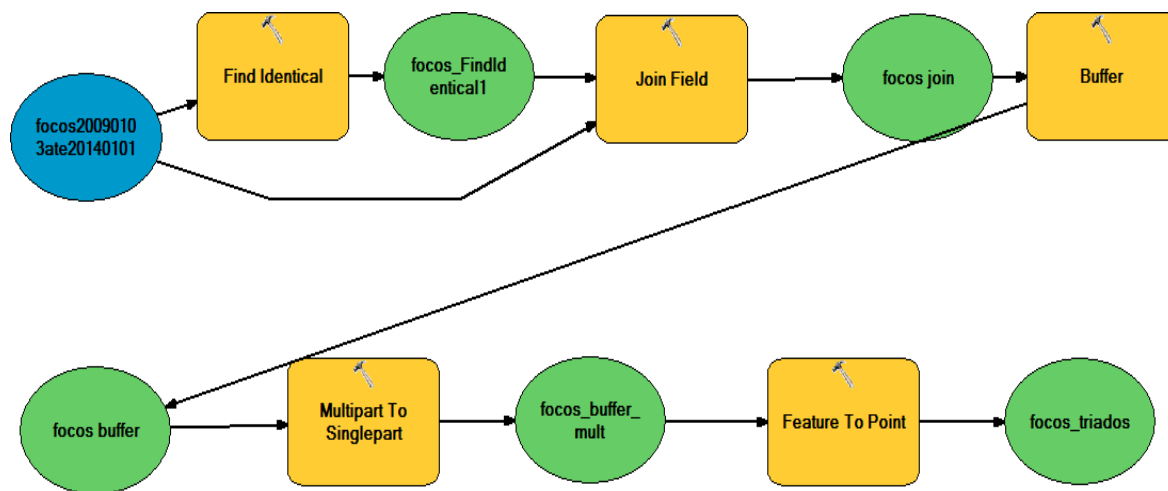 Find Identical
focos_FindId
entical1
Join Field
focos join
Buffer
focos2009010
3ate20140101
focos buffer
Multipart To
Singlepart
focos_buffer_
mult
Feature To Point
focos_triados